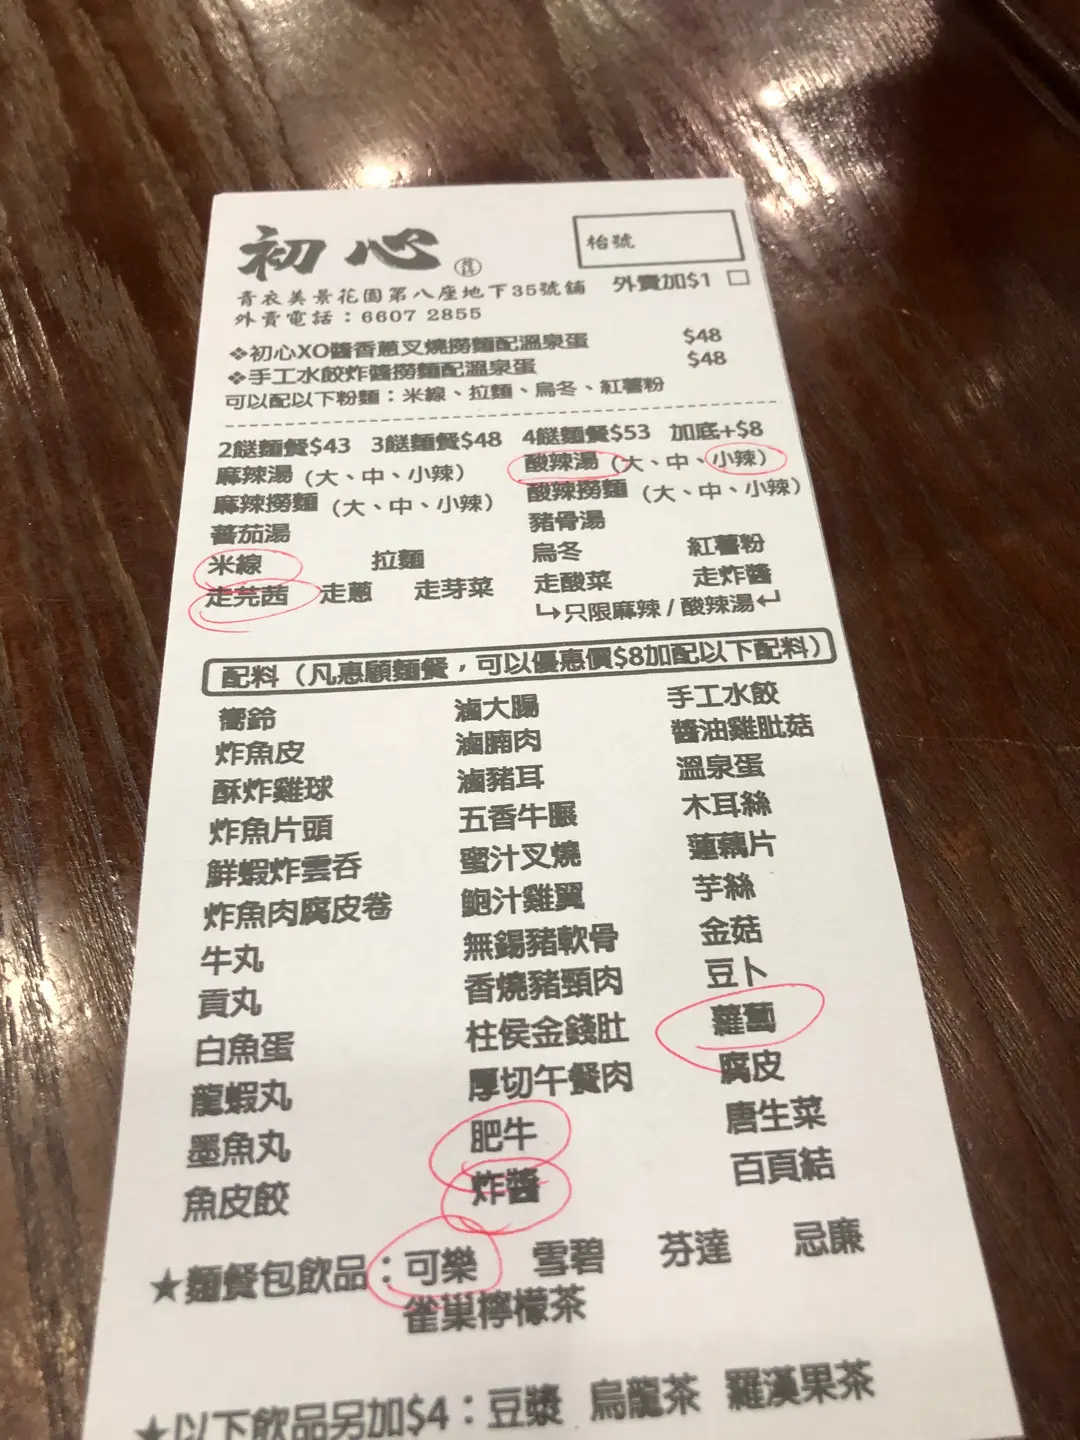 初心
枱號
青衣美景花園第八座地下35號舖
外賣加$1
外賣電話：6607 2855
❖初心XO醬香蔥叉燒撈麵配溫泉蛋 $48
❖手工水餃炸醬撈麵配溫泉蛋 $48
可以配以下粉麵：米線、拉麵、烏冬、紅薯粉
2餸麵餐$43 3餸麵餐$48 4餸麵餐$53 加底+$8
麻辣湯（大、中、小辣） 酸辣湯（大、中、小辣）
麻辣撈麵（大、中、小辣） 酸辣撈麵（大、中、小辣）
蕃茄湯 豬骨湯
米線 拉麵 烏冬 紅薯粉
走芫茜 走蔥 走芽菜 走酸菜 走炸醬
↳只限麻辣/酸辣湯↲
配料（凡惠顧麵餐，可以優惠價$8加配以下配料）
響鈴 滷大腸 手工水餃
炸魚皮 滷腩肉 醬油雞肶菇
酥炸雞球 滷豬耳 溫泉蛋
炸魚片頭 五香牛𦟌 木耳絲
鮮蝦炸雲吞 蜜汁叉燒 蓮藕片
炸魚肉腐皮卷 鮑汁雞翼 芋絲
牛丸 無錫豬軟骨 金菇
貢丸 香燒豬頸肉 豆卜
白魚蛋 柱侯金錢肚 蘿蔔
龍蝦丸 厚切午餐肉 腐皮
墨魚丸 肥牛 唐生菜
魚皮餃 炸醬 百頁結
★麵餐包飲品：可樂 雪碧 芬達 忌廉
雀巢檸檬茶
★以下飲品另加$4：豆漿 烏龍茶 羅漢果茶